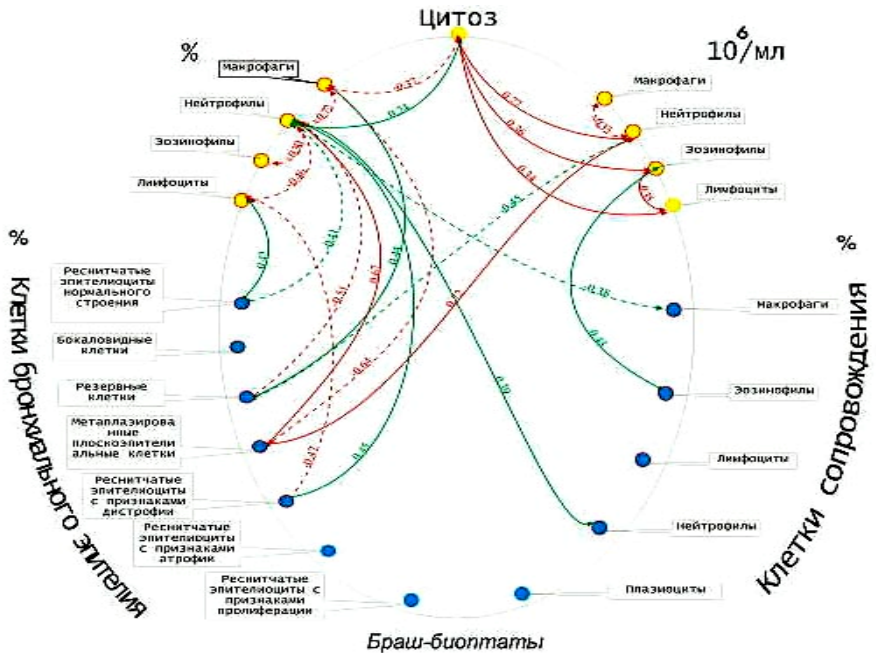 Цитоз
%
10⁶/мл
Макрофаги
Нейтрофилы
Эозинофилы
Лимфоциты
Макрофаги
Нейтрофилы
Эозинофилы
Лимфоциты
%
Клетки бронхиального эпителия
Реснитчатые
эпителиоциты
нормального
строения
Бокаловидные
клетки
Резервные
клетки
Метаплазирова
нные
плоскоэпители
альные клетки
Реснитчатые
эпителиоциты
с признаками
дистрофии
Реснитчатые
эпителиоциты
с признаками
атрофии
Реснитчатые
эпителиоциты с
признаками
пролиферации
%
Клетки сопровождения
Макрофаги
Эозинофилы
Лимфоциты
Нейтрофилы
Плазмоциты
Браш-биоптаты